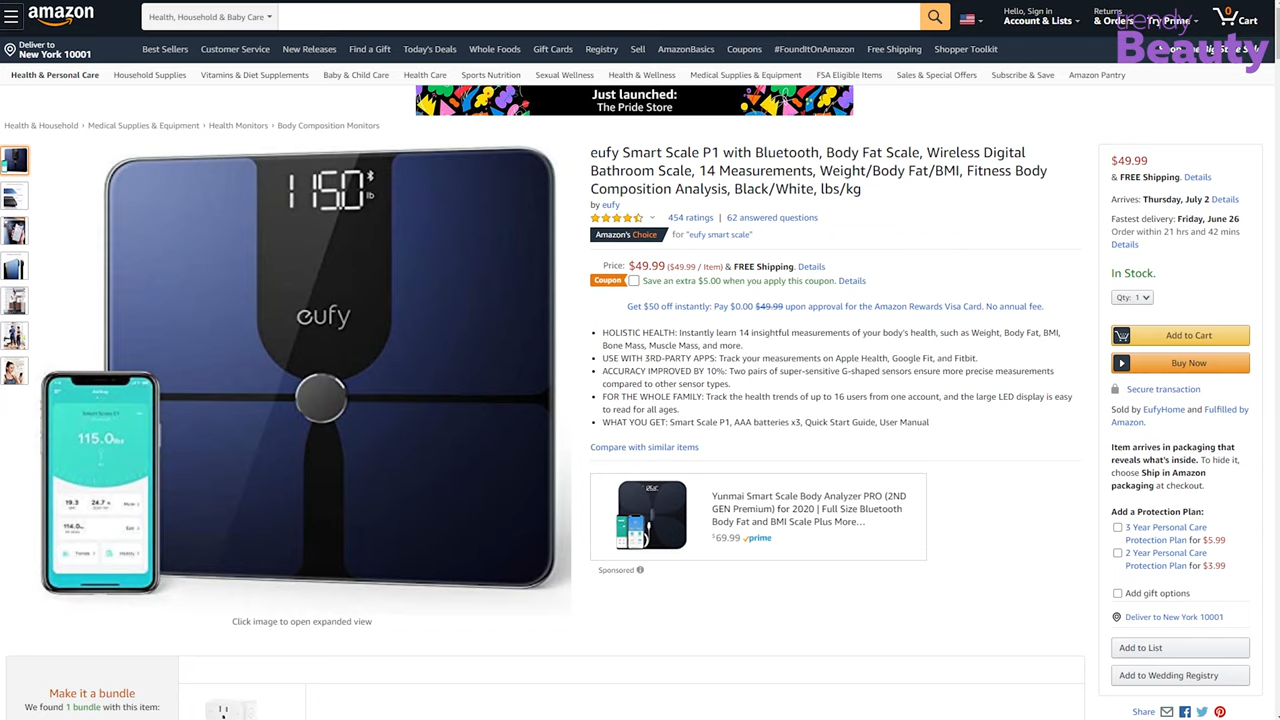 amazon
Health, Household & Baby Care
Hello, Sign in
Account & Lists
Returns
& Orders
Try Prime
0
Cart
trendy
Beauty
Deliver to
New York 10001
Best Sellers Customer Service New Releases Find a Gift Today's Deals Whole Foods Gift Cards Registry Sell AmazonBasics Coupons #FoundItOnAmazon Free Shipping Shopper Toolkit
Health & Personal Care Household Supplies Vitamins & Diet Supplements Baby & Child Care Health Care Sports Nutrition Sexual Wellness Health & Wellness Medical Supplies & Equipment FSA Eligible Items Sales & Special Offers Subscribe & Save Amazon Pantry
Just launched:
The Pride Store
Health & Household › Medical Supplies & Equipment › Health Monitors › Body Composition Monitors
115.0 lb
eufy
Smart Scale P1
115.0 lbs
19.3 24.7 %
114.0
Trends History
Click image to open expanded view
eufy Smart Scale P1 with Bluetooth, Body Fat Scale, Wireless Digital
Bathroom Scale, 14 Measurements, Weight/Body Fat/BMI, Fitness Body
Composition Analysis, Black/White, lbs/kg
by eufy
454 ratings | 62 answered questions
Amazon's Choice for "eufy smart scale"
Price: $49.99 ($49.99 / Item) & FREE Shipping. Details
Coupon Save an extra $5.00 when you apply this coupon. Details
Get $50 off instantly: Pay $0.00 $49.99 upon approval for the Amazon Rewards Visa Card. No annual fee.
• HOLISTIC HEALTH: Instantly learn 14 insightful measurements of your body's health, such as Weight, Body Fat, BMI,
Bone Mass, Muscle Mass, and more.
• USE WITH 3RD-PARTY APPS: Track your measurements on Apple Health, Google Fit, and Fitbit.
• ACCURACY IMPROVED BY 10%: Two pairs of super-sensitive G-shaped sensors ensure more precise measurements
compared to other sensor types.
• FOR THE WHOLE FAMILY: Track the health trends of up to 16 users from one account, and the large LED display is easy
to read for all ages.
• WHAT YOU GET: Smart Scale P1, AAA batteries x3, Quick Start Guide, User Manual
Compare with similar items
Yunmai Smart Scale Body Analyzer PRO (2ND
GEN Premium) for 2020 | Full Size Bluetooth
Body Fat and BMI Scale Plus More...
$69.99 prime
Sponsored
$49.99
& FREE Shipping. Details
Arrives: Thursday, July 2 Details
Fastest delivery: Friday, June 26
Order within 21 hrs and 42 mins
Details
In Stock.
Qty: 1
Add to Cart
Buy Now
Secure transaction
Sold by EufyHome and Fulfilled by
Amazon.
Item arrives in packaging that
reveals what's inside. To hide it,
choose Ship in Amazon
packaging at checkout.
Add a Protection Plan:
3 Year Personal Care
Protection Plan for $5.99
2 Year Personal Care
Protection Plan for $3.99
Add gift options
Deliver to New York 10001
Add to List
Add to Wedding Registry
Share
Make it a bundle
We found 1 bundle with this item: